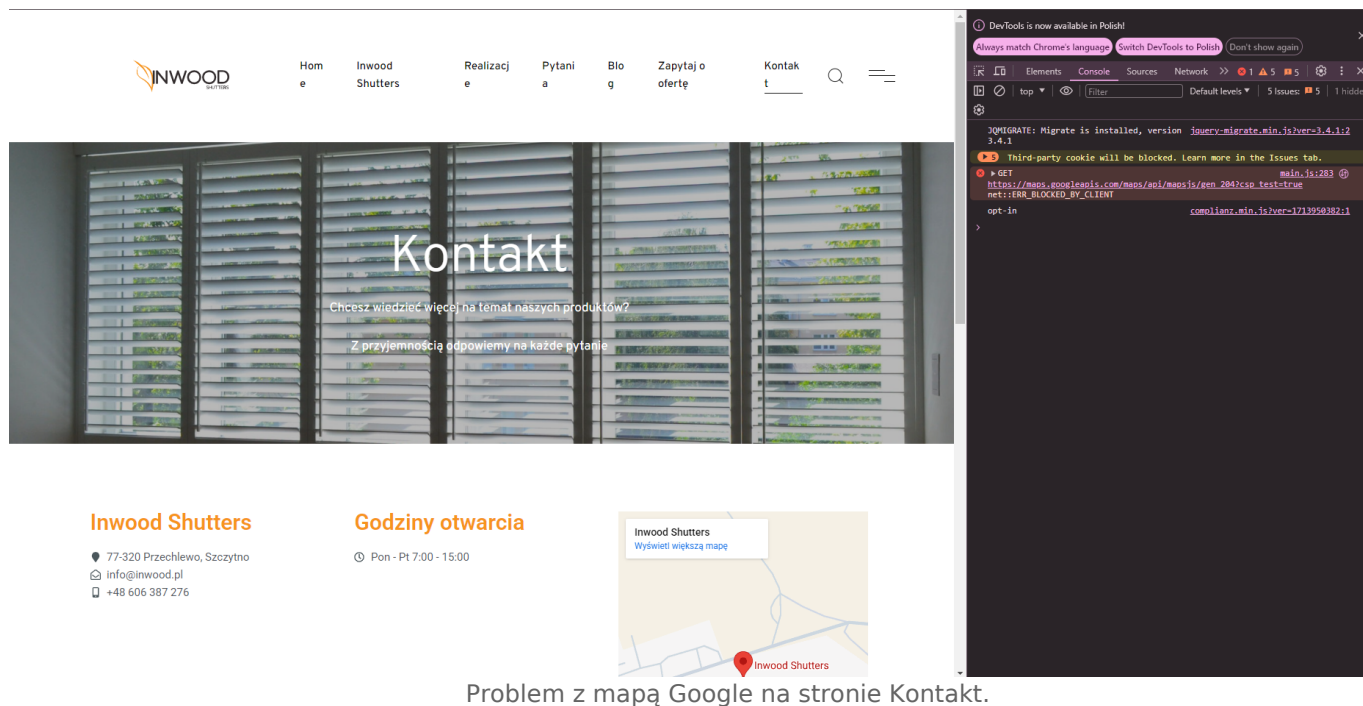 INWOOD
SHUTTERS
Hom
e
Inwood
Shutters
Realizacj
e
Pytani
a
Blo
g
Zapytaj o
ofertę
Kontak
t
Kontakt
Chcesz wiedzieć więcej na temat naszych produktów?
Z przyjemnością odpowiemy na każde pytanie
Inwood Shutters
77-320 Przechlewo, Szczytno
info@inwood.pl
+48 606 387 276
Godziny otwarcia
Pon - Pt 7:00 - 15:00
Inwood Shutters
Wyświetl większą mapę
Inwood Shutters
DevTools is now available in Polish!
Always match Chrome's language Switch DevTools to Polish Don't show again
Elements Console Sources Network 1 5 5
top Filter Default levels 5 Issues: 5 1 hidde
JQMIGRATE: Migrate is installed, version jquery-migrate.min.js?ver=3.4.1:2
3.4.1
5 Third-party cookie will be blocked. Learn more in the Issues tab.
GET main.js:283
https://maps.googleapis.com/maps/api/mapsjs/gen_204?csp_test=true
net::ERR_BLOCKED_BY_CLIENT
opt-in complianz.min.js?ver=1713950382:1
Problem z mapą Google na stronie Kontakt.